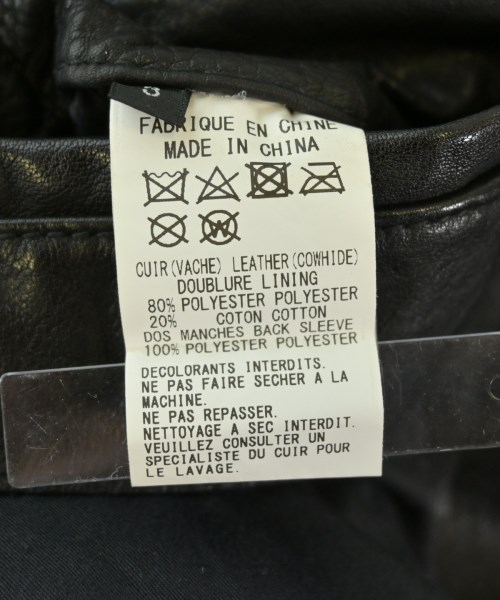 FABRIQUE EN CHINE
MADE IN CHINA
CUIR(VACHE) LEATHER(COWHIDE)
DOUBLURE LINING
80% POLYESTER POLYESTER
20% COTON COTTON
DOS MANCHES BACK SLEEVE
100% POLYESTER POLYESTER
DECOLORANTS INTERDITS.
NE PAS FAIRE SECHER A LA
MACHINE.
NE PAS REPASSER.
NETTOYAGE A SEC INTERDIT.
VEUILLEZ CONSULTER UN
SPECIALISTE DU CUIR POUR
LE LAVAGE.